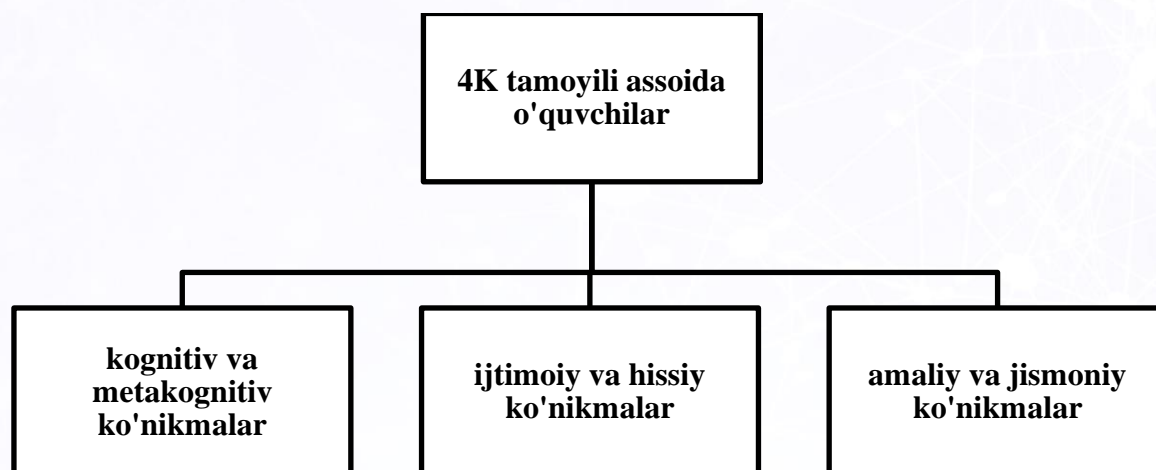 4K tamoyili assoida
o'quvchilar
kognitiv va
metakognitiv
ko'nikmalar
ijtimoiy va hissiy
ko'nikmalar
amaliy va jismoniy
ko'nikmalar